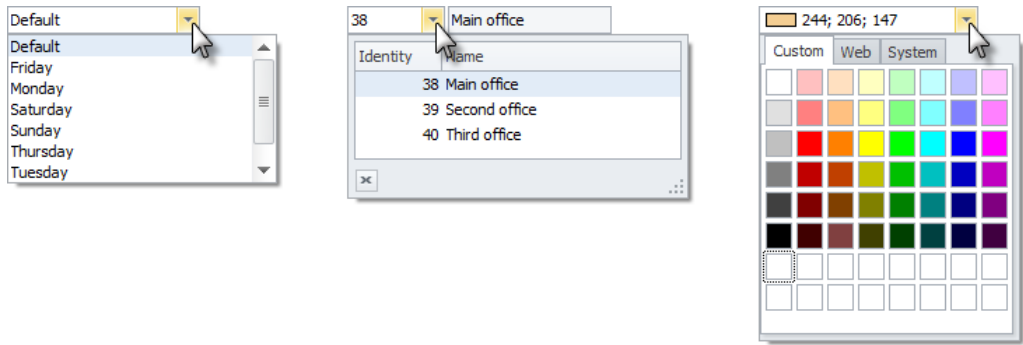 Default
Default
Friday
Monday
Saturday
Sunday
Thursday
Tuesday
38 Main office
Identity Name
38 Main office
39 Second office
40 Third office
244; 206; 147
Custom Web System